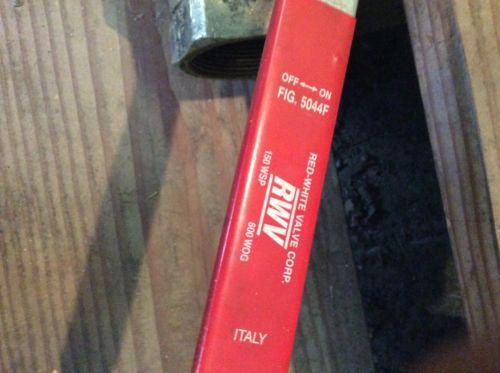 OFF ↔ ON
FIG. 5044F
RED-WHITE VALVE CORP.
RWV
150 WSP
600 WOG
ITALY